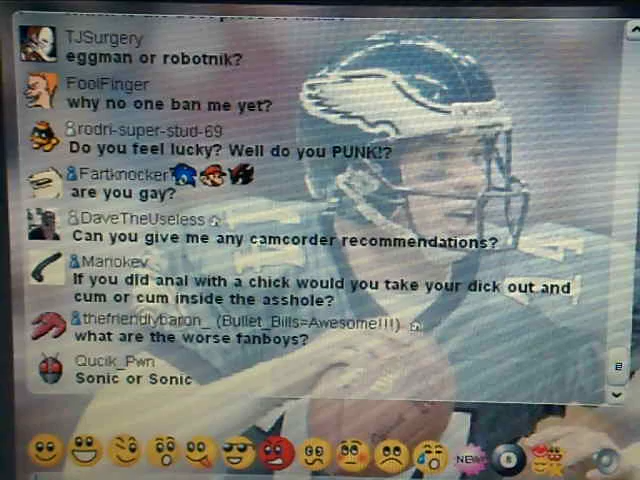 TJSurgery
eggman or robotnik?
FoolFinger
why no one ban me yet?
rodri-super-stud-69
Do you feel lucky? Well do you PUNK!?
Fartknocker
are you gay?
DaveTheUseless
Can you give me any camcorder recommendations?
Mariokev
If you did anal with a chick would you take your dick out and
cum or cum inside the asshole?
thefriendlybaron_ (Bullet_Bills=Awesome!!!)
what are the worse fanboys?
Qucik_Pwn
Sonic or Sonic
NEW
8